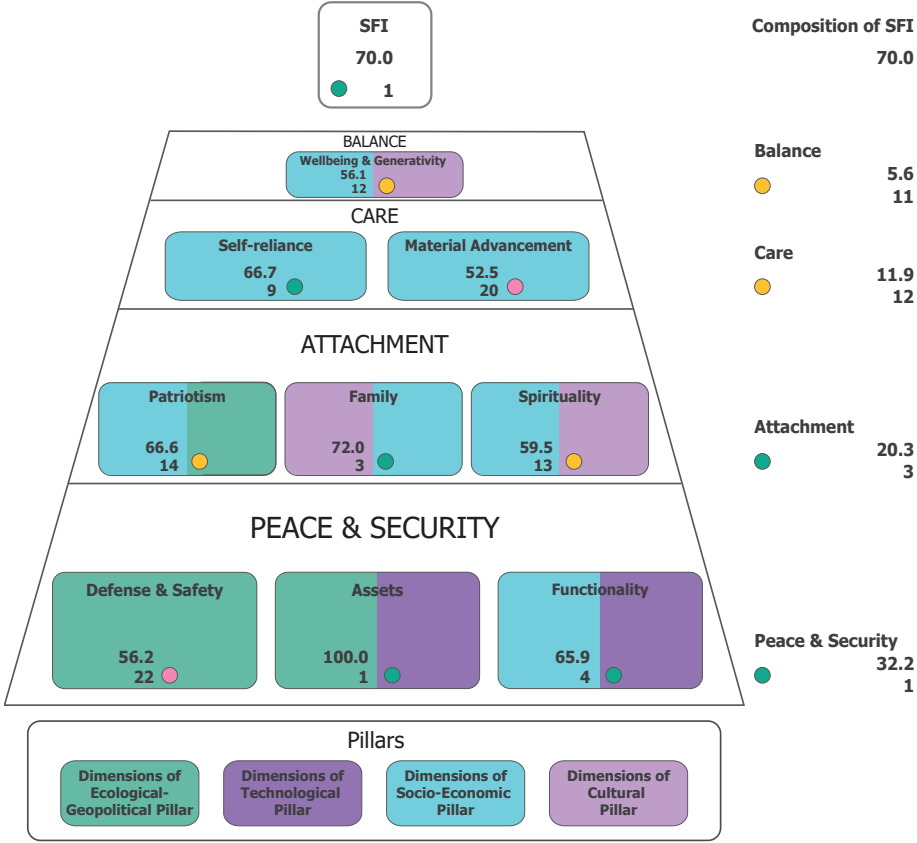 SFI
70.0
1
Composition of SFI
70.0
BALANCE
Wellbeing & Generativity
56.1
12
Balance
5.6
11
CARE
Self-reliance
66.7
9
Material Advancement
52.5
20
Care
11.9
12
ATTACHMENT
Patriotism
66.6
14
Family
72.0
3
Spirituality
59.5
13
Attachment
20.3
3
PEACE & SECURITY
Defense & Safety
56.2
22
Assets
100.0
1
Functionality
65.9
4
Peace & Security
32.2
1
Pillars
Dimensions of
Ecological-
Geopolitical Pillar
Dimensions of
Technological
Pillar
Dimensions of
Socio-Economic
Pillar
Dimensions of
Cultural
Pillar